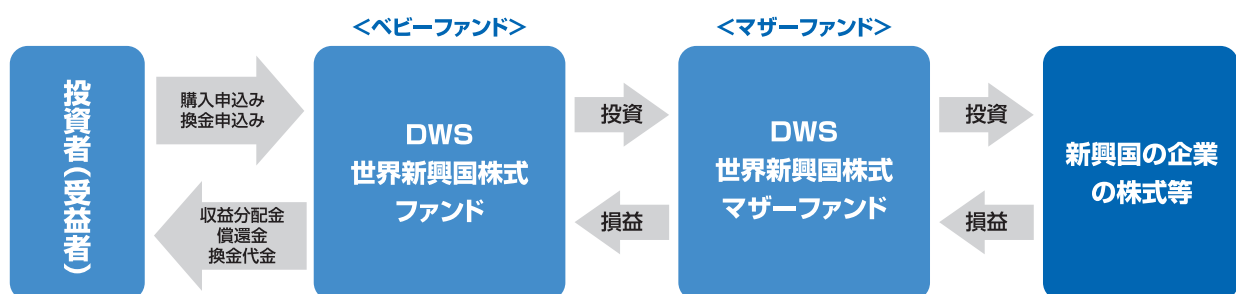 <ベビーファンド>
<マザーファンド>
投資者(受益者)
購入申込み
換金申込み
収益分配金
償還金
換金代金
DWS
世界新興国株式
ファンド
投資
損益
DWS
世界新興国株式
マザーファンド
投資
損益
新興国の企業
の株式等